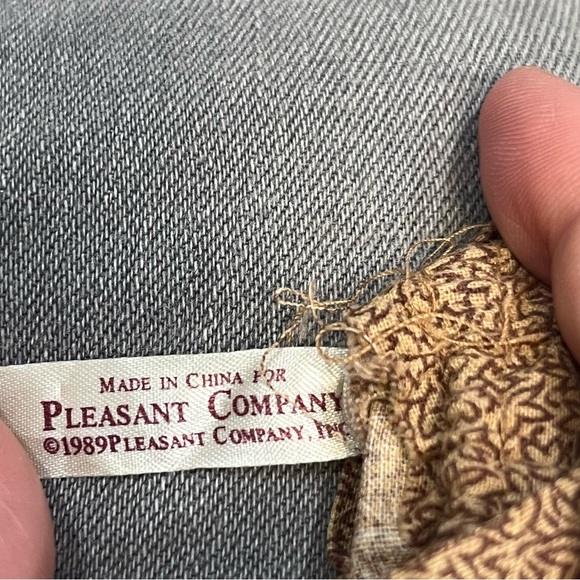 MADE IN CHINA FOR
PLEASANT COMPANY
©1989PLEASANT COMPANY, INC